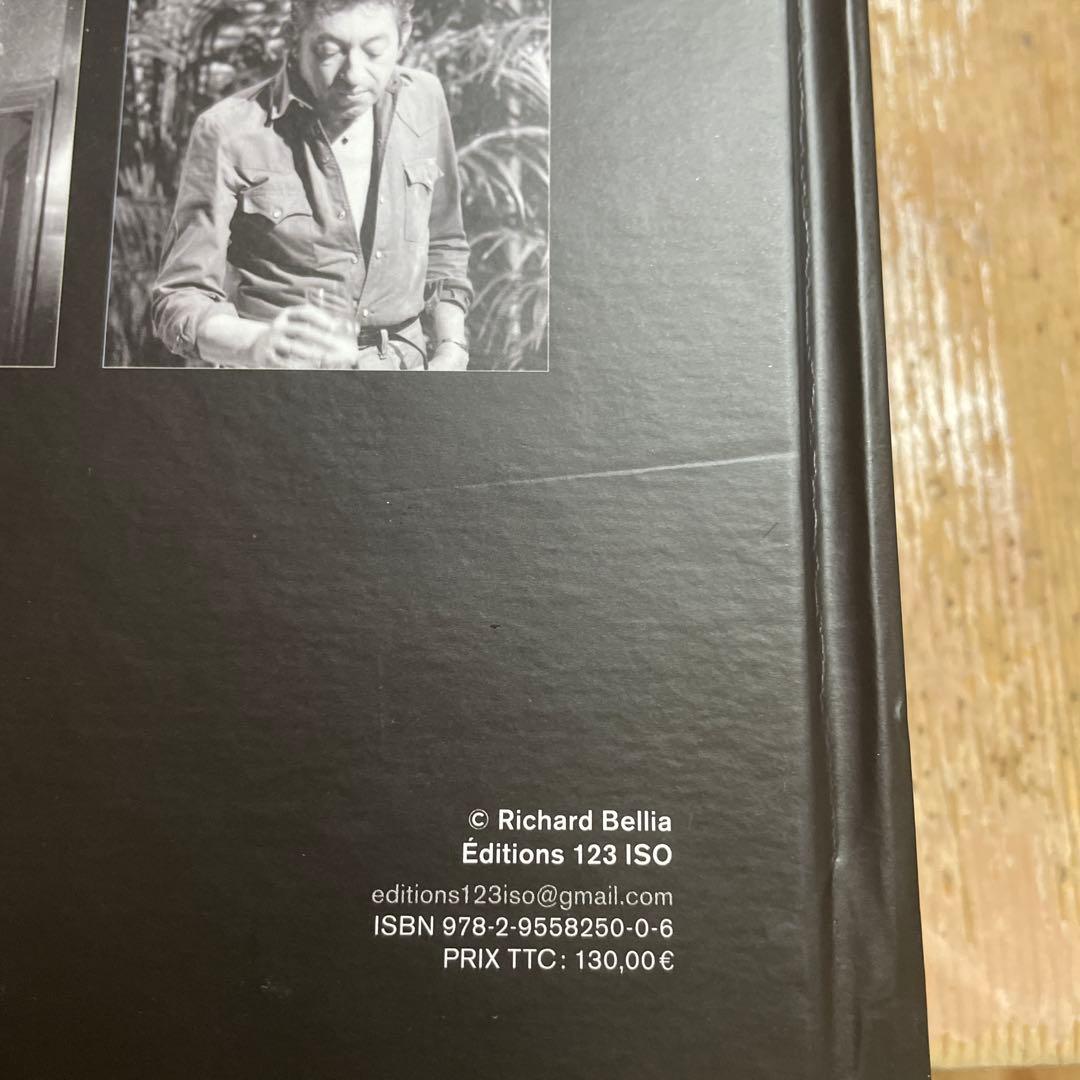 © Richard Bellia
Éditions 123 ISO
editions123iso@gmail.com
ISBN 978-2-9558250-0-6
PRIX TTC: 130,00€